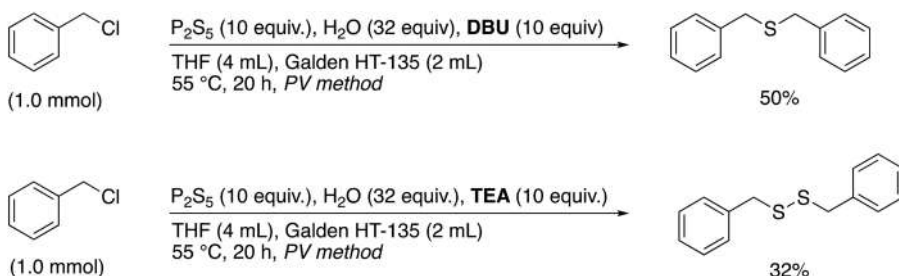 Cl
P₂S₅ (10 equiv.), H₂O (32 equiv), DBU (10 equiv)
S
THF (4 mL), Galden HT-135 (2 mL)
55 °C, 20 h, PV method
(1.0 mmol)
50%
Cl
P₂S₅ (10 equiv.), H₂O (32 equiv.), TEA (10 equiv.)
S S
THF (4 mL), Galden HT-135 (2 mL)
55 °C, 20 h, PV method
(1.0 mmol)
32%